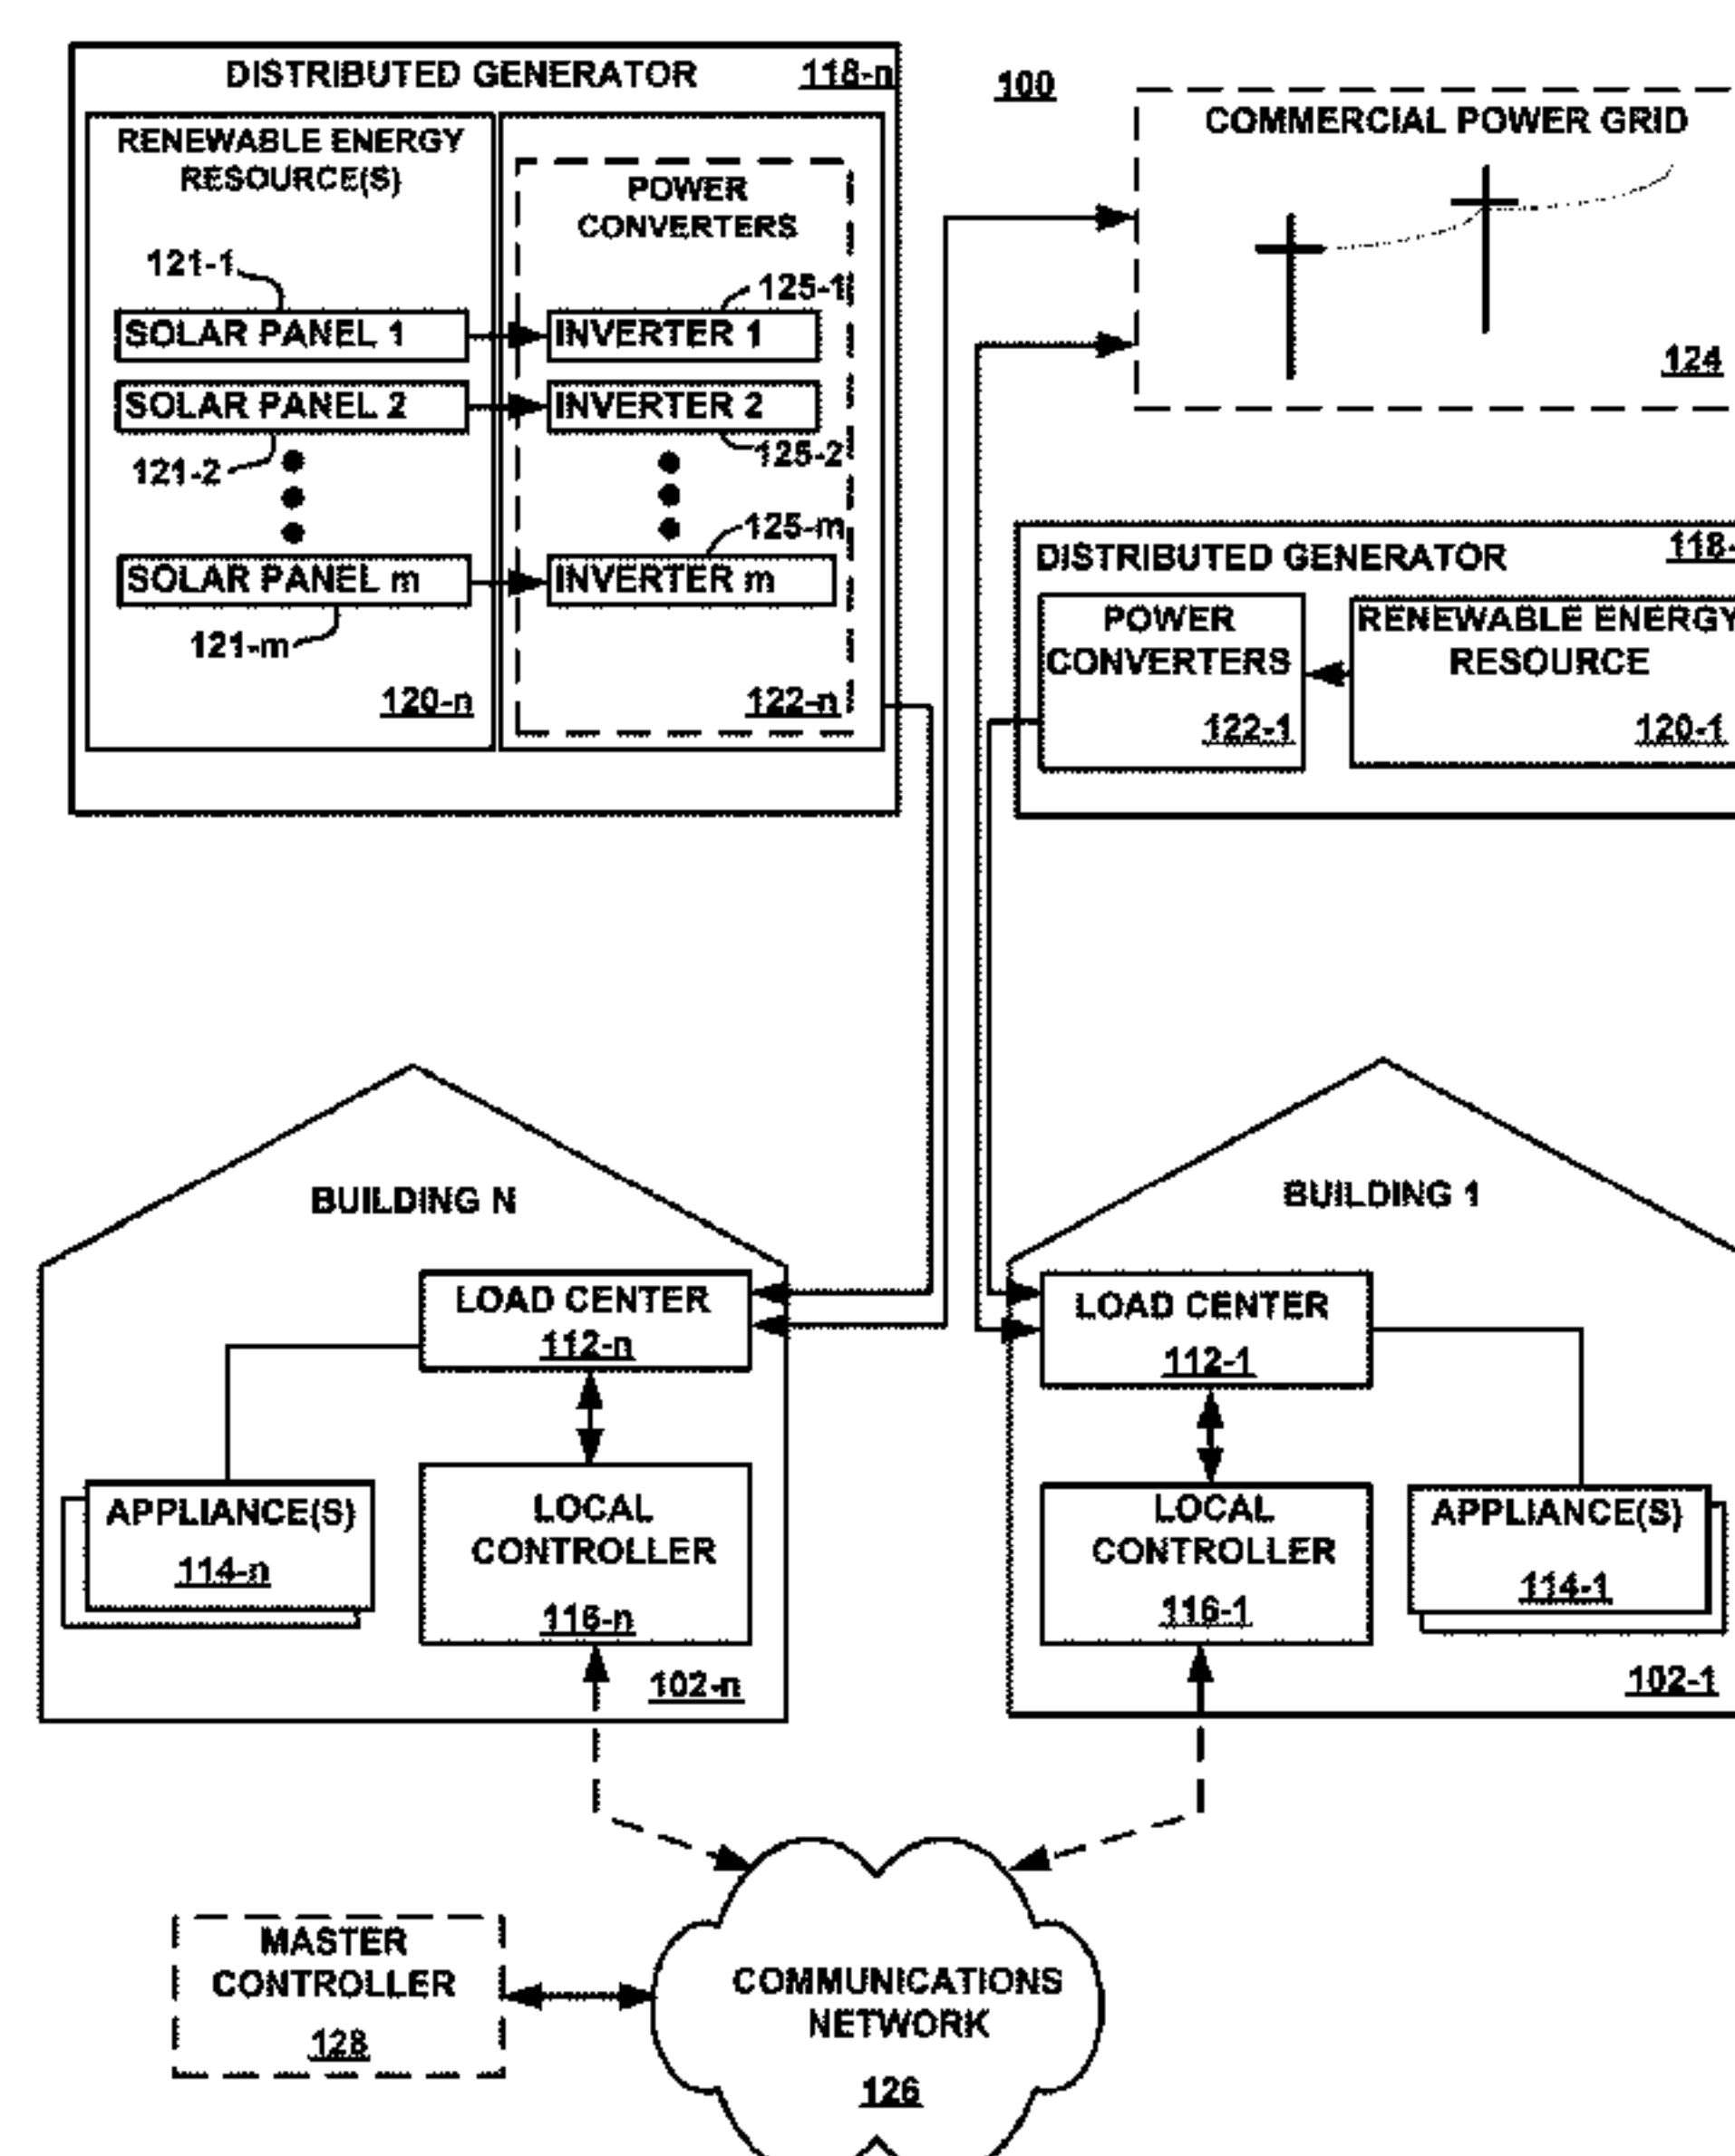 DISTRIBUTED GENERATOR 118-n
RENEWABLE ENERGY
RESOURCE(S)
POWER
CONVERTERS
121-1
125-1
SOLAR PANEL 1
INVERTER 1
SOLAR PANEL 2
INVERTER 2
121-2
125-2
125-m
SOLAR PANEL m
INVERTER m
121-m
120-n
122-n
100
COMMERCIAL POWER GRID
124
118-
DISTRIBUTED GENERATOR
POWER
CONVERTERS
122-1
RENEWABLE ENERGY
RESOURCE
120-1
BUILDING N
LOAD CENTER
112-n
APPLIANCE(S)
114-n
LOCAL
CONTROLLER
116-n
102-n
BUILDING 1
LOAD CENTER
112-1
LOCAL
CONTROLLER
116-1
APPLIANCE(S)
114-1
102-1
MASTER
CONTROLLER
128
COMMUNICATIONS
NETWORK
126